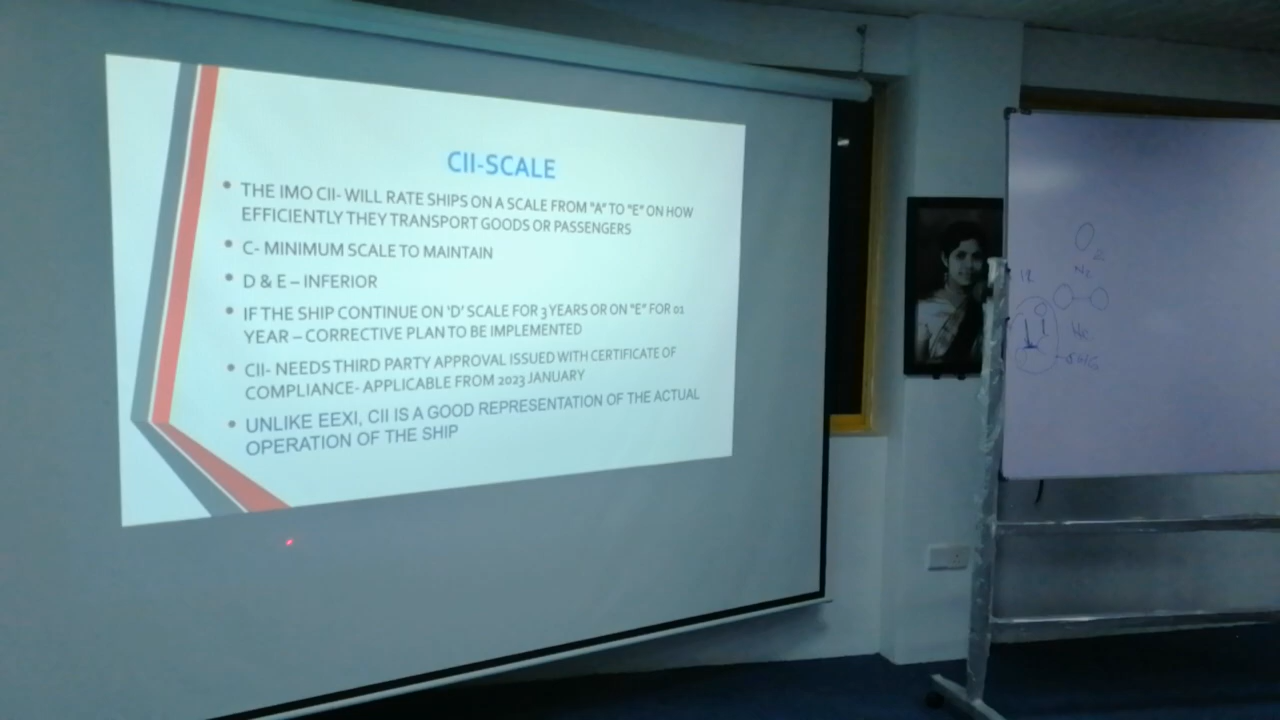 CII-SCALE
• THE IMO CII- WILL RATE SHIPS ON A SCALE FROM "A" TO "E" ON HOW
EFFICIENTLY THEY TRANSPORT GOODS OR PASSENGERS
• C- MINIMUM SCALE TO MAINTAIN
• D & E – INFERIOR
• IF THE SHIP CONTINUE ON 'D' SCALE FOR 3 YEARS OR ON "E" FOR 01
YEAR – CORRECTIVE PLAN TO BE IMPLEMENTED
• CII- NEEDS THIRD PARTY APPROVAL ISSUED WITH CERTIFICATE OF
COMPLIANCE- APPLICABLE FROM 2023 JANUARY
• UNLIKE EEXI, CII IS A GOOD REPRESENTATION OF THE ACTUAL
OPERATION OF THE SHIP